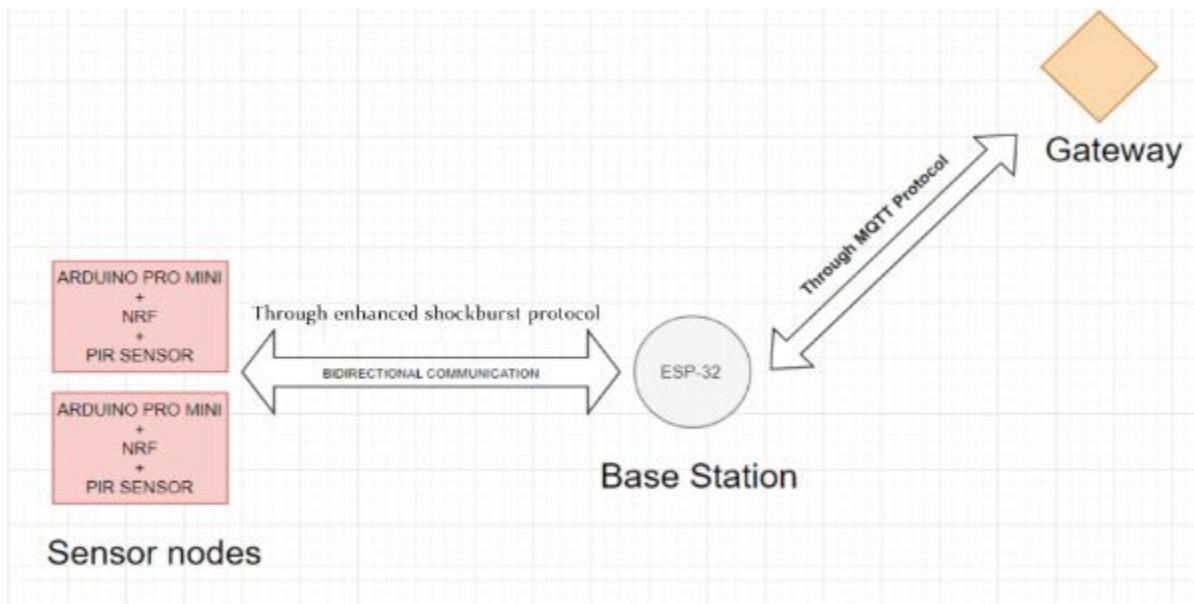 Gateway
Through MQTT Protocol
ARDUINO PRO MINI
+
NRF
+
PIR SENSOR
Through enhanced shockburst protocol
BIDIRECTIONAL COMMUNICATION
ESP-32
ARDUINO PRO MINI
+
NRF
+
PIR SENSOR
Base Station
Sensor nodes